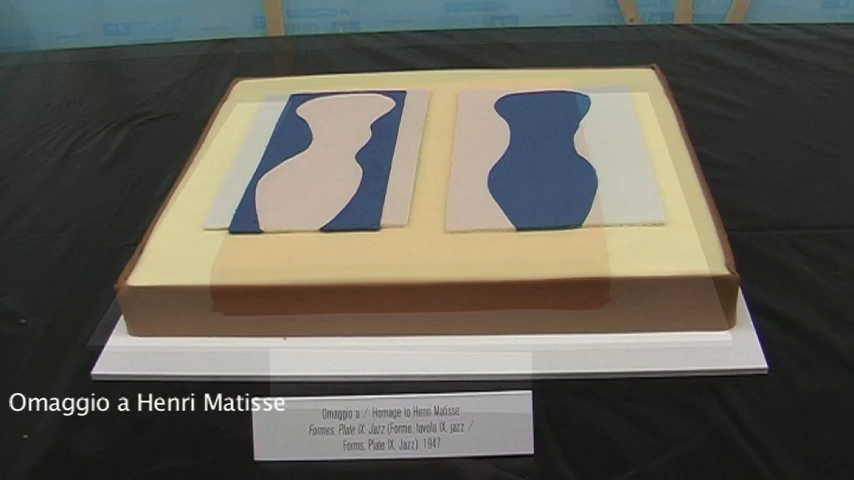 Omaggio a Henri Matisse
Omaggio a / Homage to Henri Matisse
Formes, Plate IX, Jazz (Forme, tavola IX, jazz /
Forms, Plate IX, Jazz), 1947